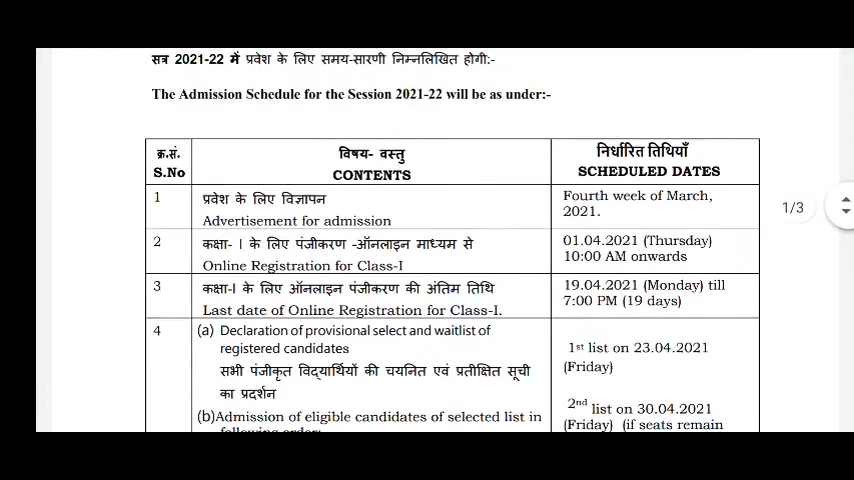 सत्र 2021-22 में प्रवेश के लिए समय-सारणी निम्नलिखित होगी:-
The Admission Schedule for the Session 2021-22 will be as under:-
क्र.सं. विषय- वस्तु निर्धारित तिथियाँ
S.No CONTENTS SCHEDULED DATES
1 प्रवेश के लिए विज्ञापन Fourth week of March,
Advertisement for admission 2021.
1/3
2 कक्षा- I के लिए पंजीकरण -ऑनलाइन माध्यम से 01.04.2021 (Thursday)
Online Registration for Class-I 10:00 AM onwards
3 कक्षा-I के लिए ऑनलाइन पंजीकरण की अंतिम तिथि 19.04.2021 (Monday) till
Last date of Online Registration for Class-I. 7:00 PM (19 days)
4 (a) Declaration of provisional select and waitlist of
registered candidates 1st list on 23.04.2021
सभी पंजीकृत विद्यार्थियों की चयनित एवं प्रतीक्षित सूची (Friday)
का प्रदर्शन
(b)Admission of eligible candidates of selected list in 2nd list on 30.04.2021
following order: (Friday) (if seats remain